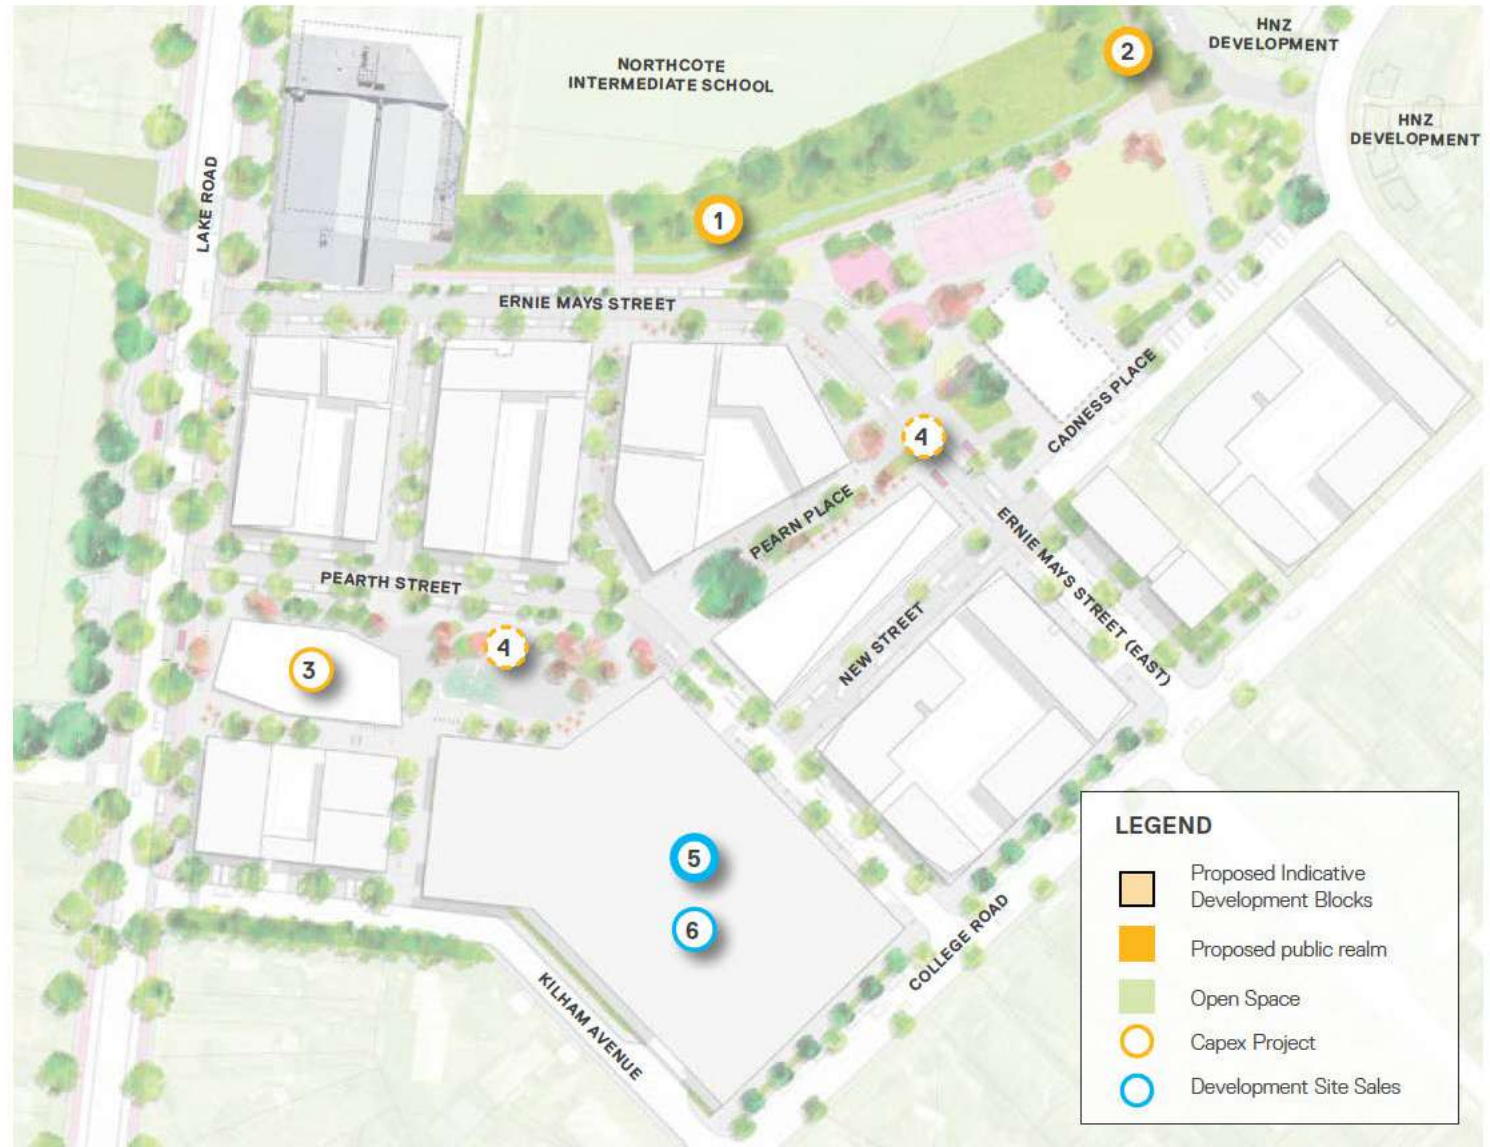 HNZ
DEVELOPMENT
2
NORTHCOTE
INTERMEDIATE SCHOOL
HNZ
DEVELOPMENT
LAKE ROAD
1
ERNIE MAYS STREET
CADNESS PLACE
4
PEARN PLACE
ERNIE MAYS STREET (EAST)
PEARTH STREET
NEW STREET
4
3
5
6
COLLEGE ROAD
KILHAM AVENUE
LEGEND
Proposed Indicative
Development Blocks
Proposed public realm
Open Space
Capex Project
Development Site Sales